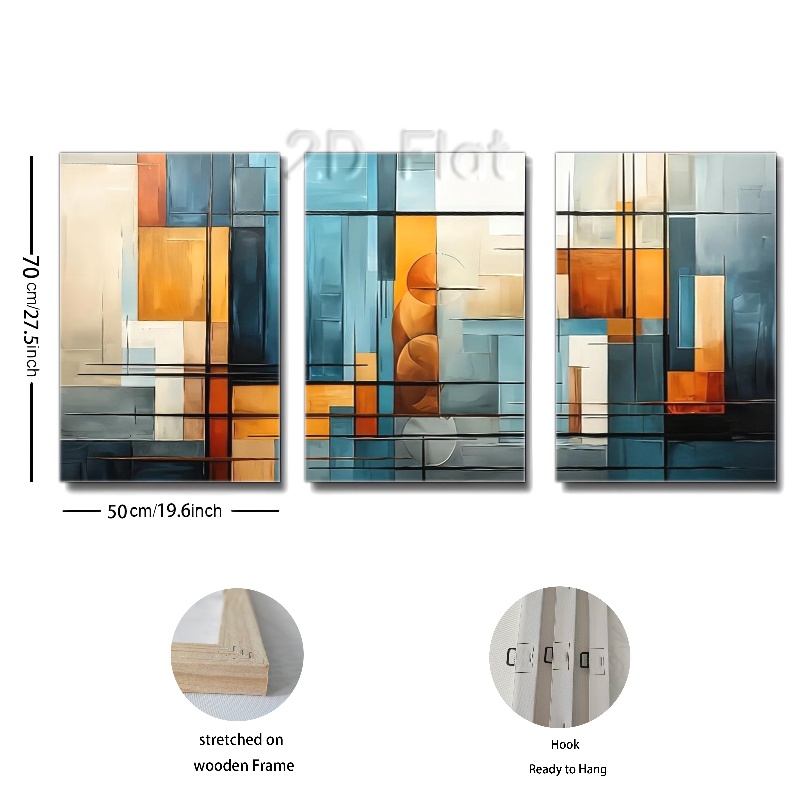 2D Flat
70cm/27.5inch
50cm/19.6inch
stretched on
wooden Frame
Hook
Ready to Hang